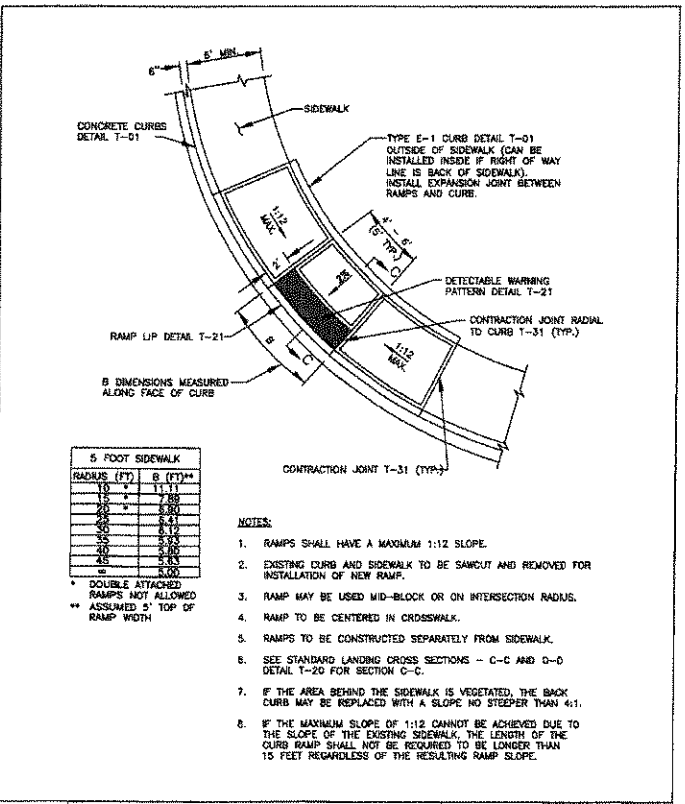 5' MIN.
6"
SIDEWALK
CONCRETE CURBS
DETAIL T-01
TYPE E-1 CURB DETAIL T-01
OUTSIDE OF SIDEWALK (CAN BE
INSTALLED INSIDE IF RIGHT OF WAY
LINE IS BACK OF SIDEWALK).
INSTALL EXPANSION JOINT BETWEEN
RAMPS AND CURB.
1:12
MAX.
4' - 6'
(5' TYP.)
C
2'
2%
DETECTABLE WARNING
PATTERN DETAIL T-21
CONTRACTION JOINT RADIAL
TO CURB T-31 (TYP.)
RAMP LIP DETAIL T-21
B
C
1:12
MAX.
B DIMENSIONS MEASURED
ALONG FACE OF CURB
CONTRACTION JOINT T-31 (TYP.)
5 FOOT SIDEWALK
RADIUS (FT) B (FT)**
10 * 11.11
15 * 7.89
20 * 6.90
25 6.41
30 6.12
35 5.93
40 5.80
45
∞ 5.00
* DOUBLE ATTACHED
RAMPS NOT ALLOWED
** ASSUMED 5' TOP OF
RAMP WIDTH
NOTES:
1. RAMPS SHALL HAVE A MAXIMUM 1:12 SLOPE.
2. EXISTING CURB AND SIDEWALK TO BE SAWCUT AND REMOVED FOR
INSTALLATION OF NEW RAMP.
3. RAMP MAY BE USED MID-BLOCK OR ON INTERSECTION RADIUS.
4. RAMP TO BE CENTERED IN CROSSWALK.
5. RAMPS TO BE CONSTRUCTED SEPARATELY FROM SIDEWALK.
6. SEE STANDARD LANDING CROSS SECTIONS - C-C AND D-D
DETAIL T-20 FOR SECTION C-C.
7. IF THE AREA BEHIND THE SIDEWALK IS VEGETATED, THE BACK
CURB MAY BE REPLACED WITH A SLOPE NO STEEPER THAN 4:1.
8. IF THE MAXIMUM SLOPE OF 1:12 CANNOT BE ACHIEVED DUE TO
THE SLOPE OF THE EXISTING SIDEWALK, THE LENGTH OF THE
CURB RAMP SHALL NOT BE REQUIRED TO BE LONGER THAN
15 FEET REGARDLESS OF THE RESULTING RAMP SLOPE.